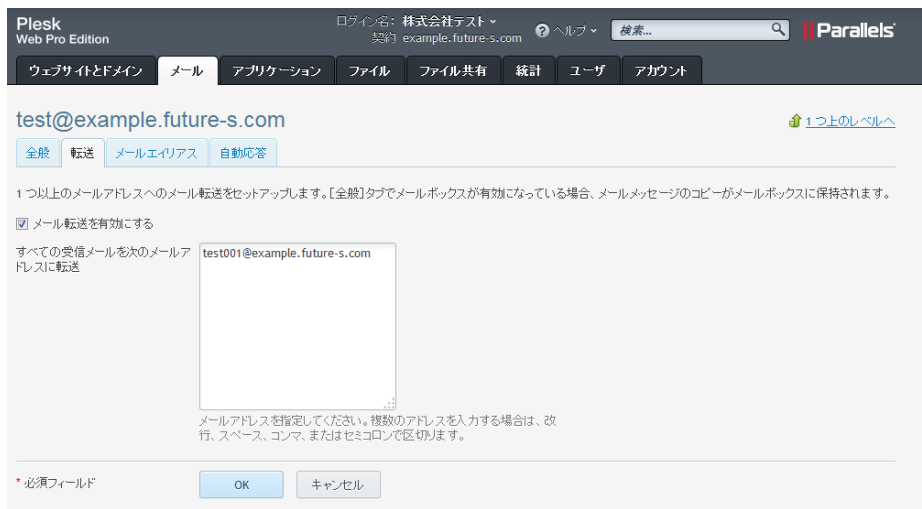 Plesk
Web Pro Edition
ログイン名: 株式会社テスト
契約 example.future-s.com
ヘルプ
検索...
Parallels
ウェブサイトとドメイン
メール
アプリケーション
ファイル
ファイル共有
統計
ユーザ
アカウント
test@example.future-s.com
1 つ上のレベルへ
全般
転送
メールエイリアス
自動応答
1 つ以上のメールアドレスへのメール転送をセットアップします。[全般]タブでメールボックスが有効になっている場合、メールメッセージのコピーがメールボックスに保持されます。
メール転送を有効にする
すべての受信メールを次のメールア
ドレスに転送
test001@example.future-s.com
メールアドレスを指定してください。複数のアドレスを入力する場合は、改
行、スペース、コンマ、またはセミコロンで区切ります。
* 必須フィールド
OK
キャンセル